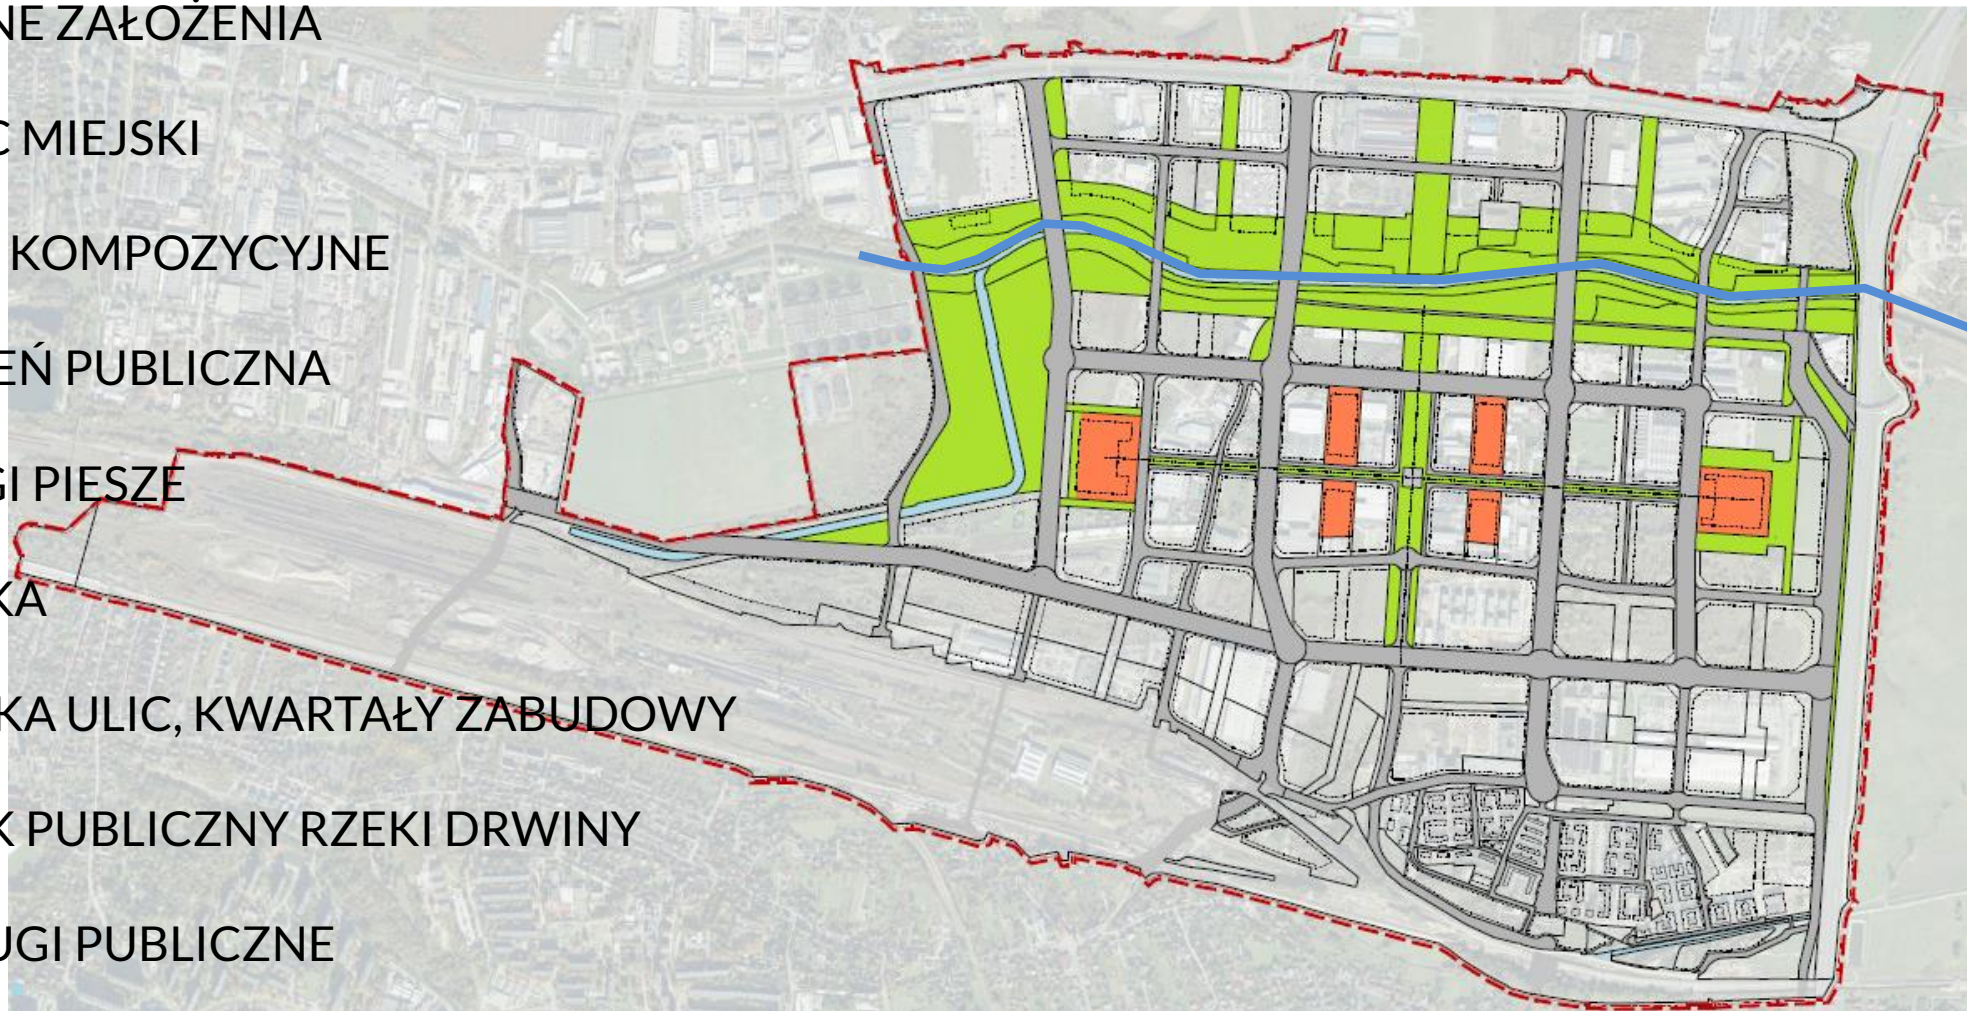 NE ZAŁOŻENIA
C MIEJSKI
KOMPOZYCYJNE
EŃ PUBLICZNA
GI PIESZE
KA
KA ULIC, KWARTAŁY ZABUDOWY
K PUBLICZNY RZEKI DRWINY
UGI PUBLICZNE